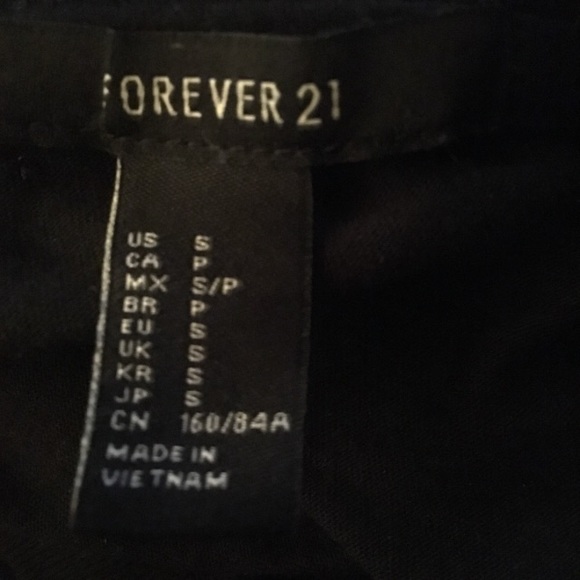 FOREVER 21
US S
CA P
MX S/P
BR P
EU S
UK S
KR S
JP S
CN 160/84A
MADE IN
VIETNAM